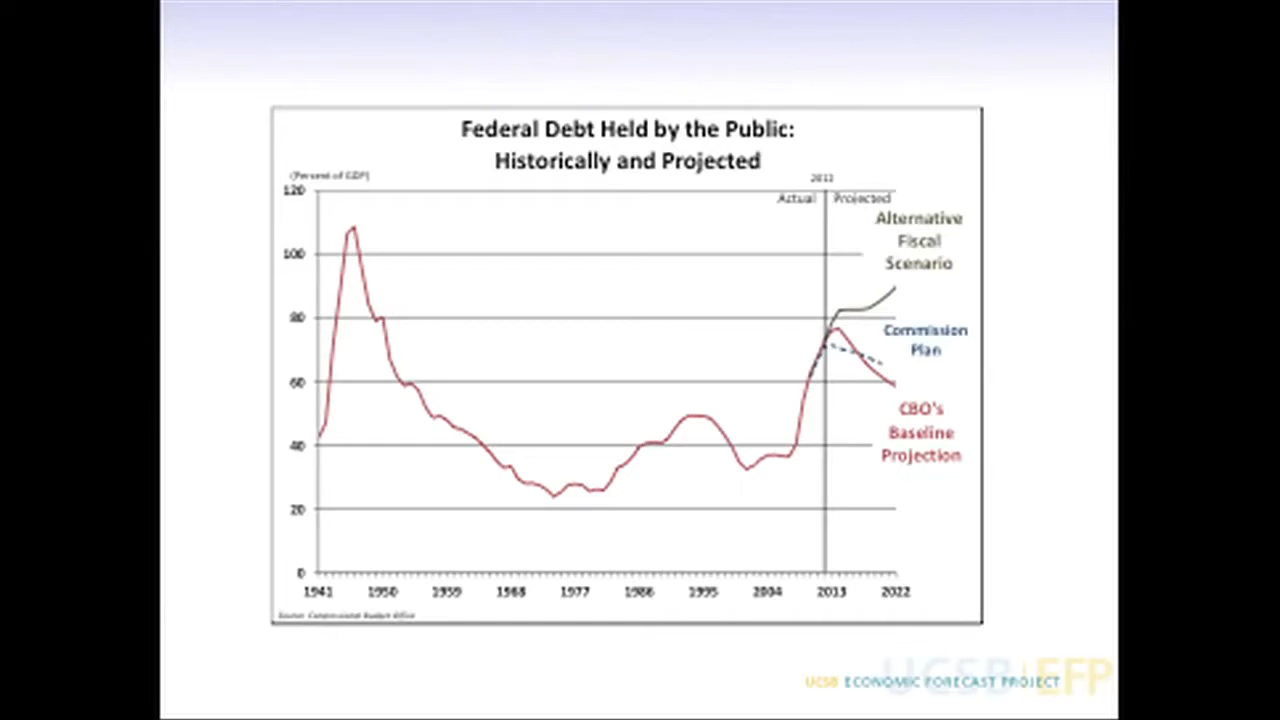 Federal Debt Held by the Public:
Historically and Projected
(Percent of GDP)
2012
Actual Projected
120
100
80
60
40
20
0
Alternative
Fiscal
Scenario
Commission
Plan
CBO's
Baseline
Projection
1941 1950 1959 1968 1977 1986 1995 2004 2013 2022
Source: Congressional Budget Office
UCSB | EFP
UCSB ECONOMIC FORECAST PROJECT